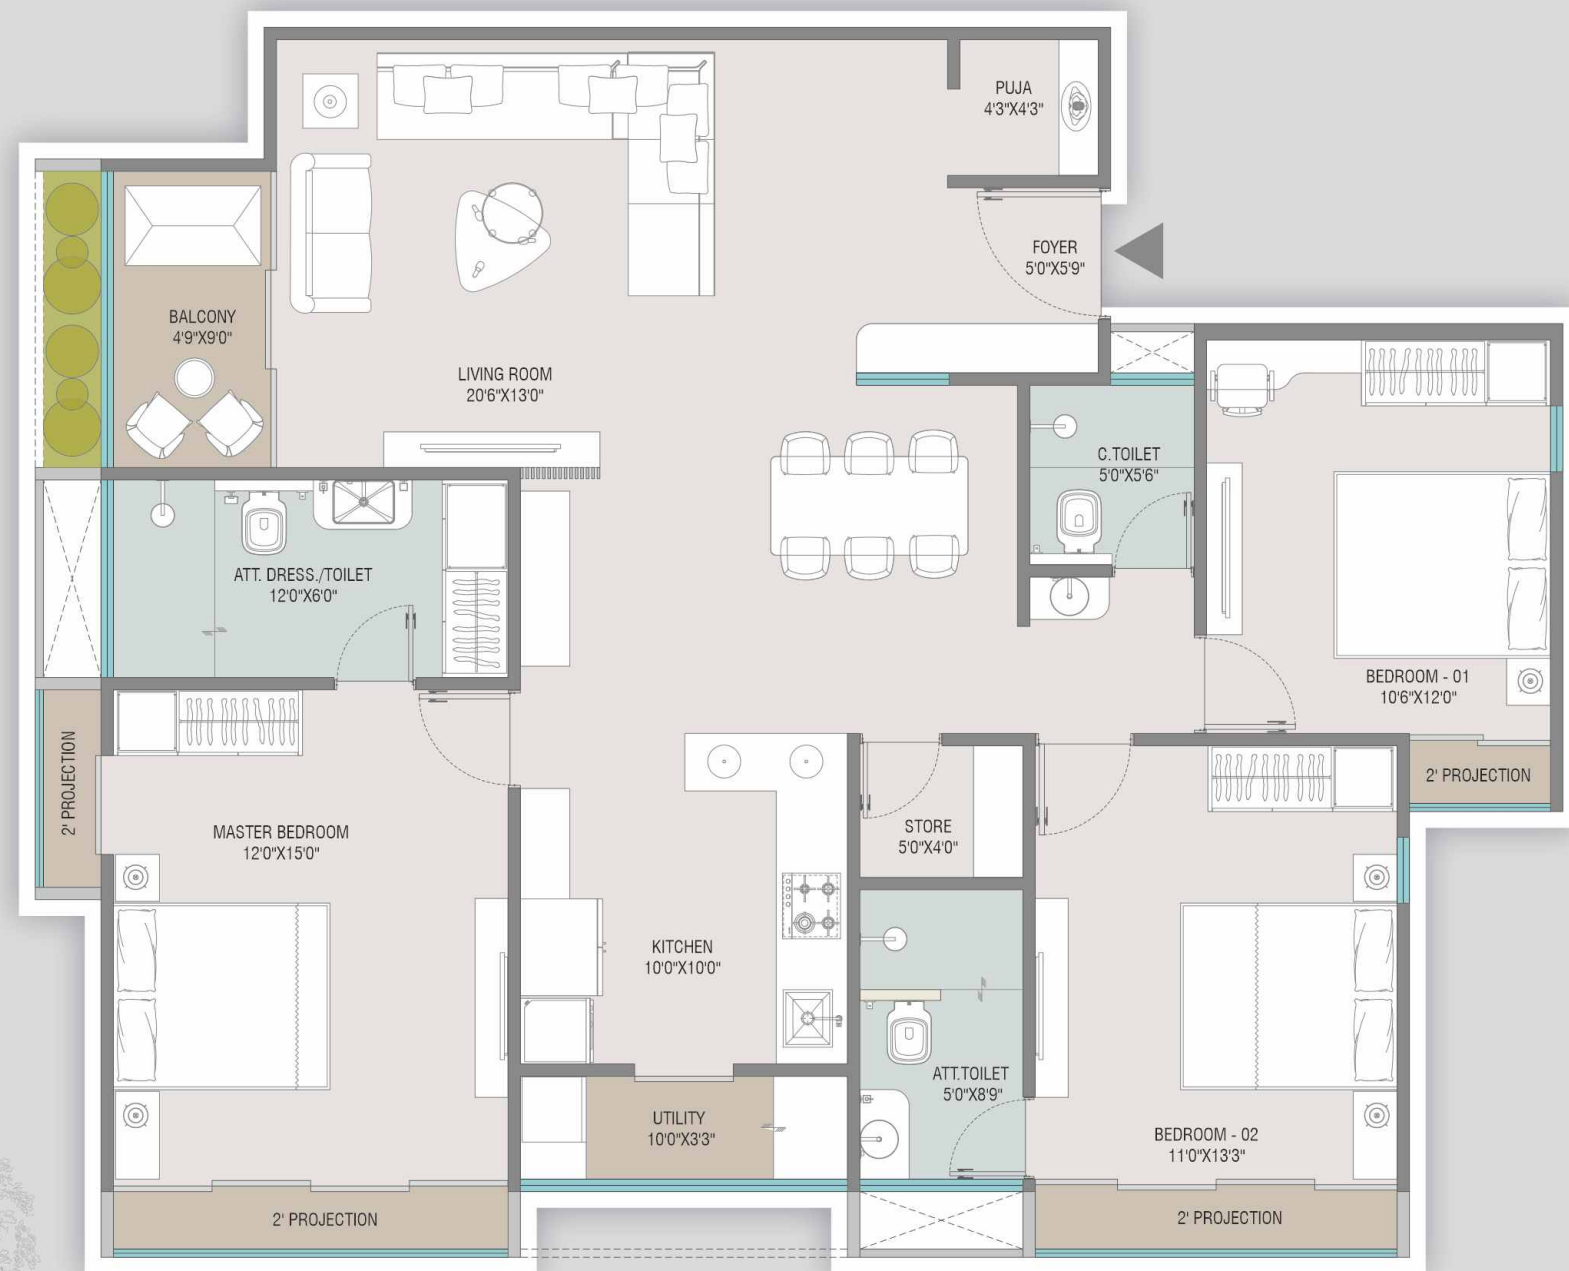 PUJA
4'3"X4'3"
FOYER
5'0"X5'9"
BALCONY
4'9"X9'0"
LIVING ROOM
20'6"X13'0"
C.TOILET
5'0"X5'6"
ATT. DRESS./TOILET
12'0"X6'0"
BEDROOM - 01
10'6"X12'0"
2' PROJECTION
2' PROJECTION
MASTER BEDROOM
12'0"X15'0"
STORE
5'0"X4'0"
KITCHEN
10'0"X10'0"
ATT.TOILET
5'0"X8'9"
UTILITY
10'0"X3'3"
BEDROOM - 02
11'0"X13'3"
2' PROJECTION
2' PROJECTION